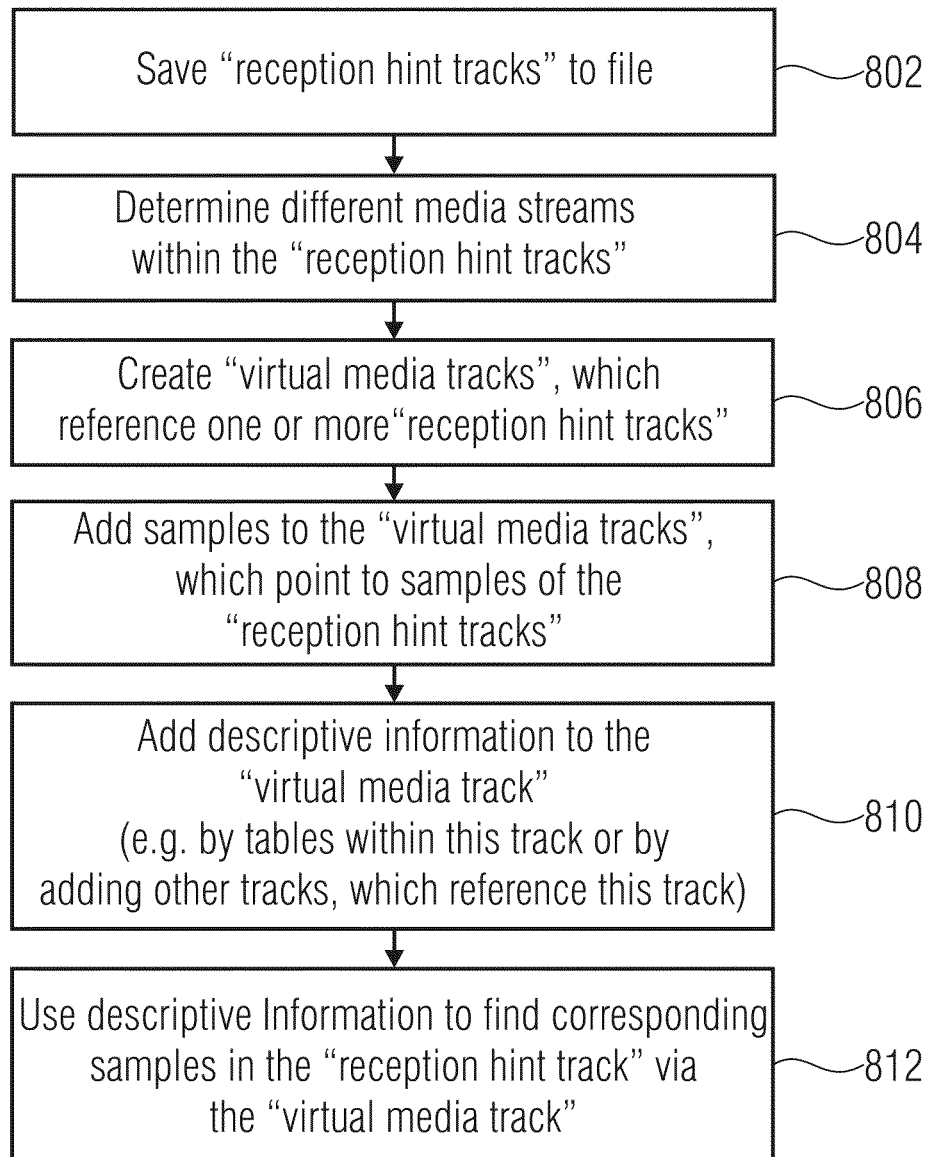 Save “reception hint tracks” to file
802
Determine different media streams
within the “reception hint tracks”
804
Create “virtual media tracks”, which
reference one or more“reception hint tracks”
806
Add samples to the “virtual media tracks”,
which point to samples of the
“reception hint tracks”
808
Add descriptive information to the
“virtual media track”
(e.g. by tables within this track or by
adding other tracks, which reference this track)
810
Use descriptive Information to find corresponding
samples in the “reception hint track” via
the “virtual media track”
812